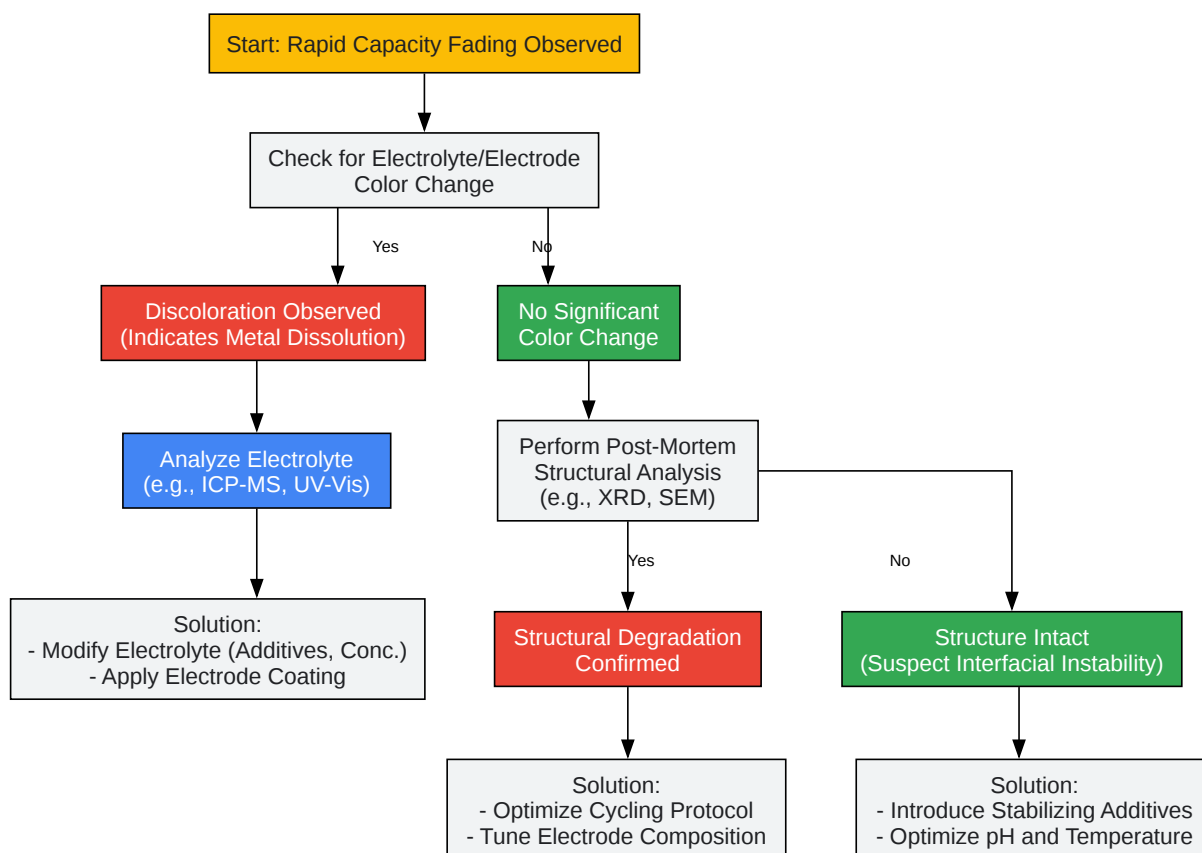 Start: Rapid Capacity Fading Observed
Check for Electrolyte/Electrode
Color Change
Yes
No
Discoloration Observed
(Indicates Metal Dissolution)
No Significant
Color Change
Analyze Electrolyte
(e.g., ICP-MS, UV-Vis)
Perform Post-Mortem
Structural Analysis
(e.g., XRD, SEM)
Yes
No
Solution:
- Modify Electrolyte (Additives, Conc.)
- Apply Electrode Coating
Structural Degradation
Confirmed
Structure Intact
(Suspect Interfacial Instability)
Solution:
- Optimize Cycling Protocol
- Tune Electrode Composition
Solution:
- Introduce Stabilizing Additives
- Optimize pH and Temperature